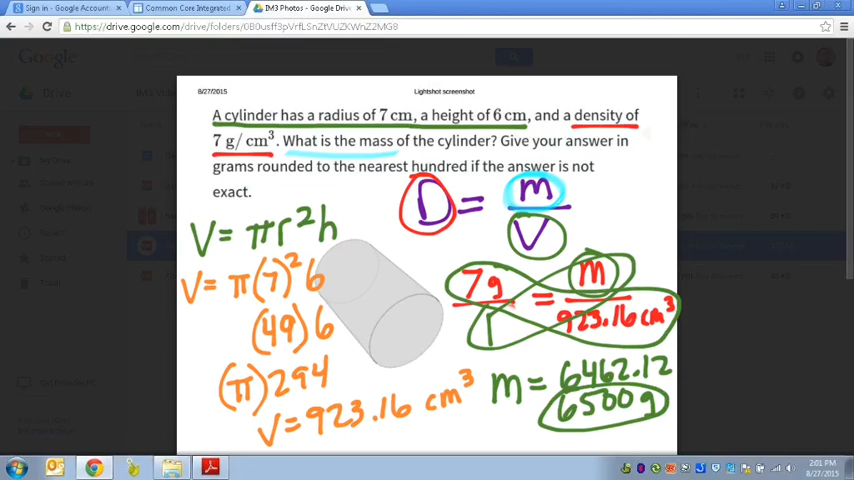 Sign in - Google Account
Common Core Integrated
IM3 Photos - Google Driv
https://drive.google.com/drive/folders/0B0usff3pVrfLSnZtVUZKWnZ2MG8
Google
Drive
8/27/2015
Lightshot screenshot
A cylinder has a radius of 7 cm, a height of 6 cm, and a density of
7 g/cm³. What is the mass of the cylinder? Give your answer in
grams rounded to the nearest hundred if the answer is not
exact.
D = m
V
V = πr²h
V = π(7)²6
(49)6
(π)294
V = 923.16 cm³
7g = m
1 923.16 cm³
m = 6462.12
6500g
2:01 PM
8/27/2015